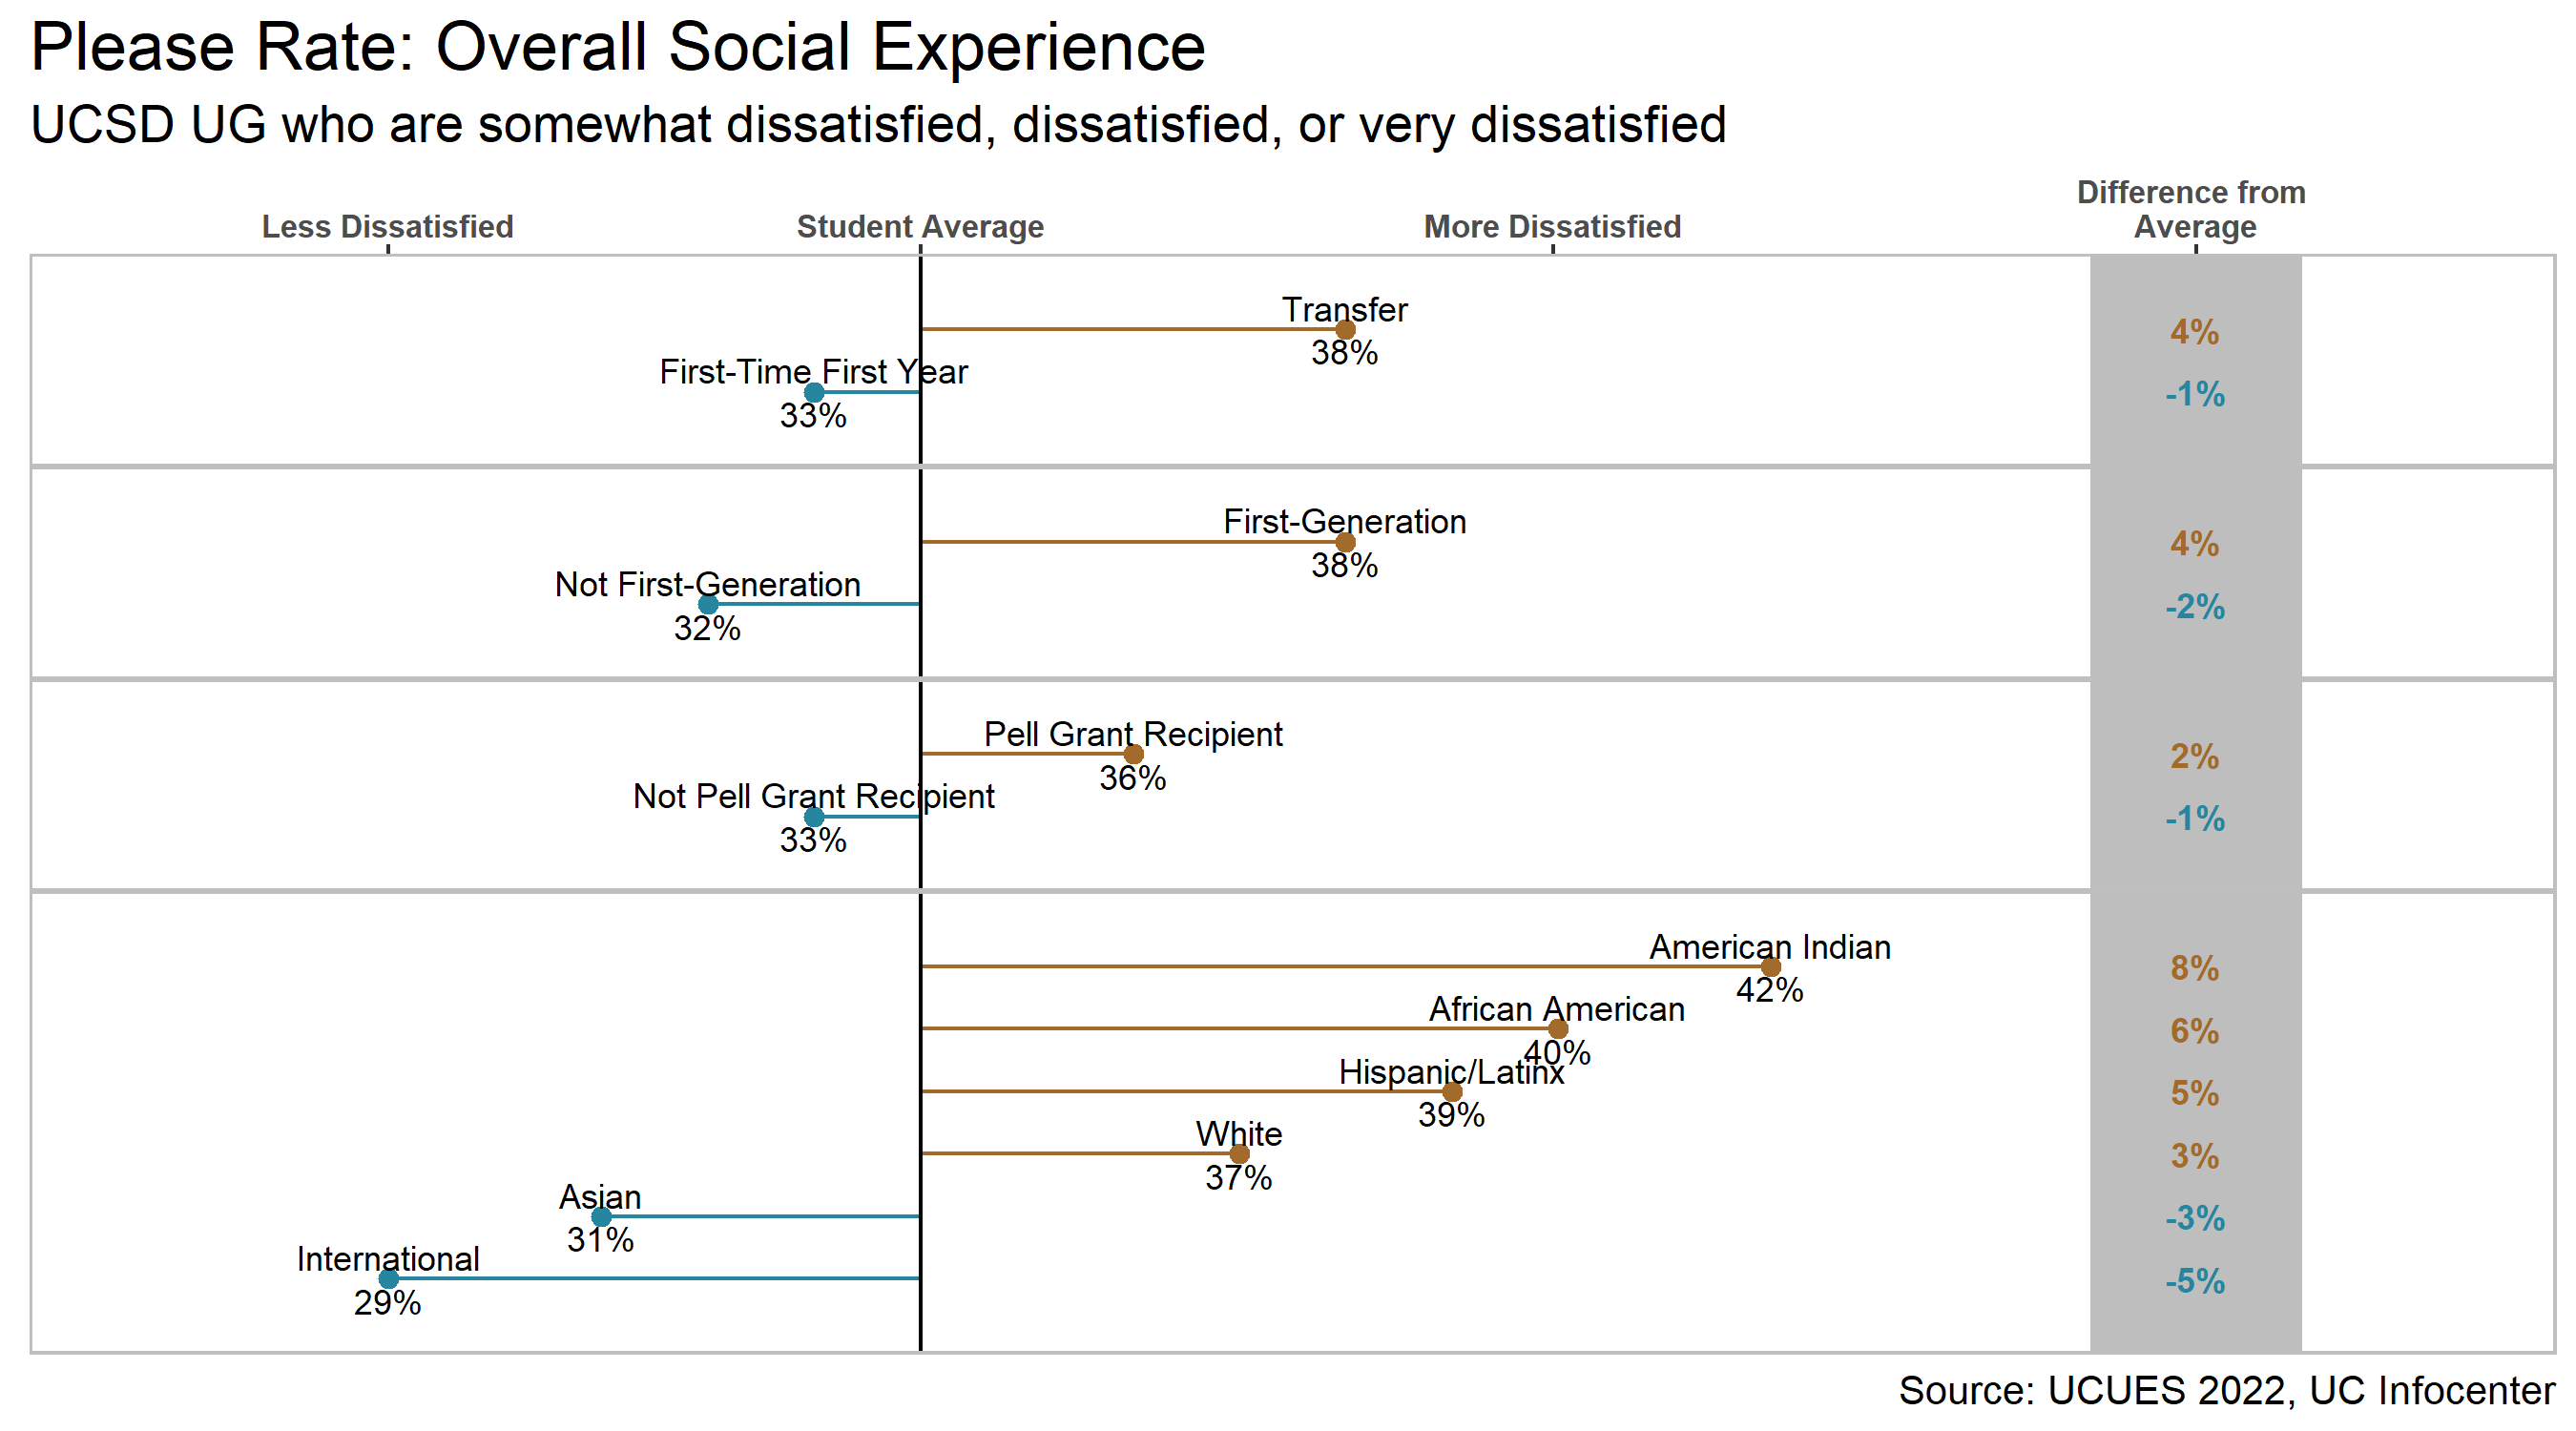 Please Rate: Overall Social Experience
UCSD UG who are somewhat dissatisfied, dissatisfied, or very dissatisfied
Less Dissatisfied
Student Average
More Dissatisfied
Difference from
Average
Transfer
38%
4%
First-Time First Year
33%
-1%
First-Generation
38%
4%
Not First-Generation
32%
-2%
Pell Grant Recipient
36%
2%
Not Pell Grant Recipient
33%
-1%
American Indian
42%
8%
African American
40%
6%
Hispanic/Latinx
39%
5%
White
37%
3%
Asian
31%
-3%
International
29%
-5%
Source: UCUES 2022, UC Infocenter